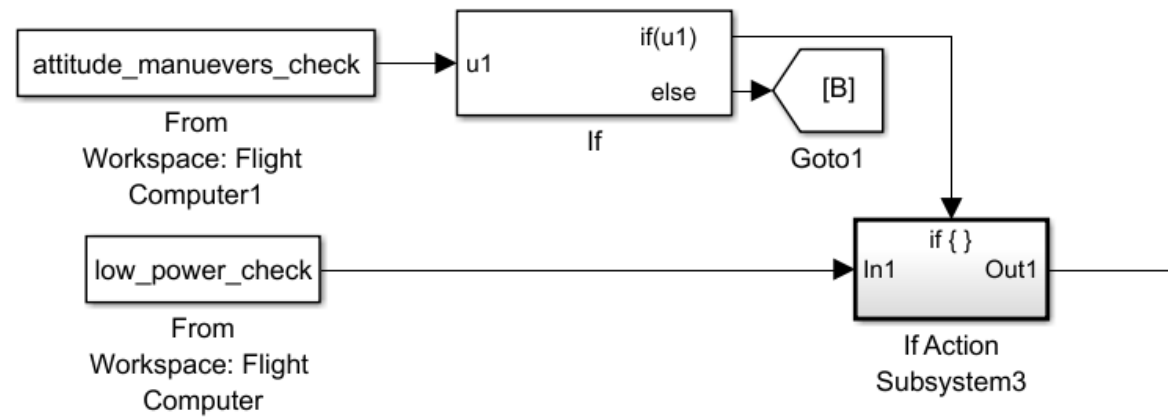 attitude_manuevers_check
From
Workspace: Flight
Computer1
u1
if(u1)
else
If
[B]
Goto1
low_power_check
From
Workspace: Flight
Computer
if { }
In1
Out1
If Action
Subsystem3